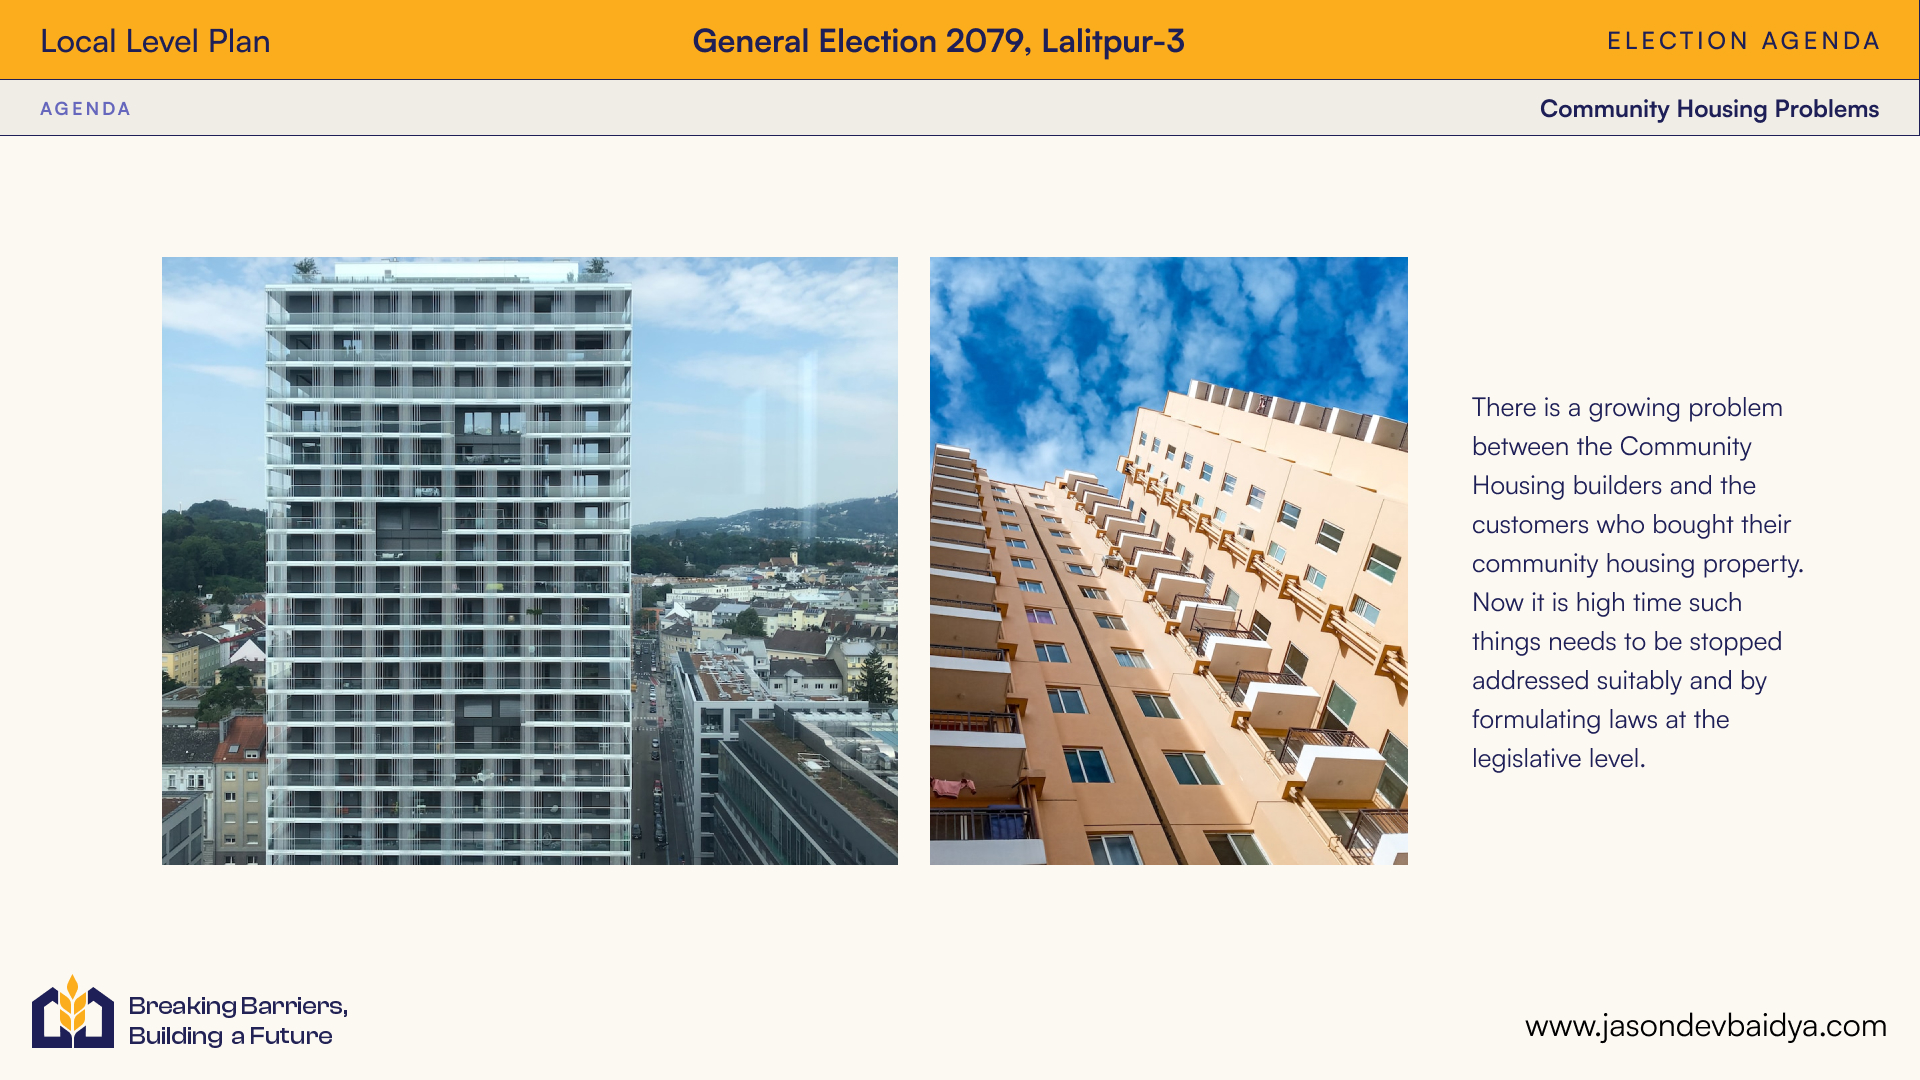 Local Level Plan
General Election 2079, Lalitpur-3
ELECTION AGENDA
AGENDA
Community Housing Problems
There is a growing problem
between the Community
Housing builders and the
customers who bought their
community housing property.
Now it is high time such
things needs to be stopped
addressed suitably and by
formulating laws at the
legislative level.
Breaking Barriers,
Building a Future
www.jasondevbaidya.com